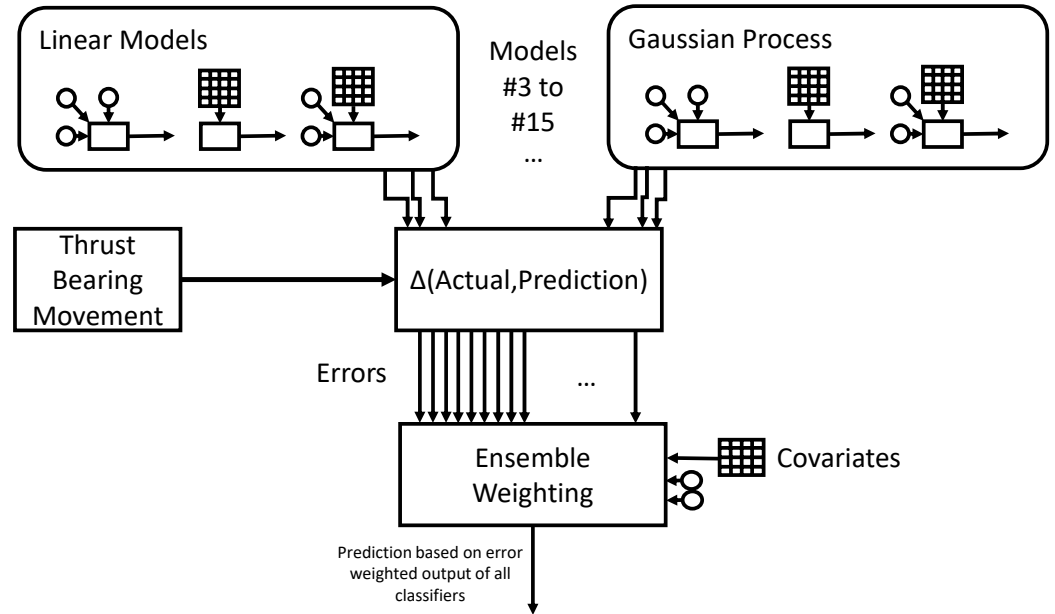 Linear Models
Models
#3 to
#15
...
Gaussian Process
Thrust
Bearing
Movement
Δ(Actual,Prediction)
Errors
...
Ensemble
Weighting
Covariates
Prediction based on error
weighted output of all
classifiers